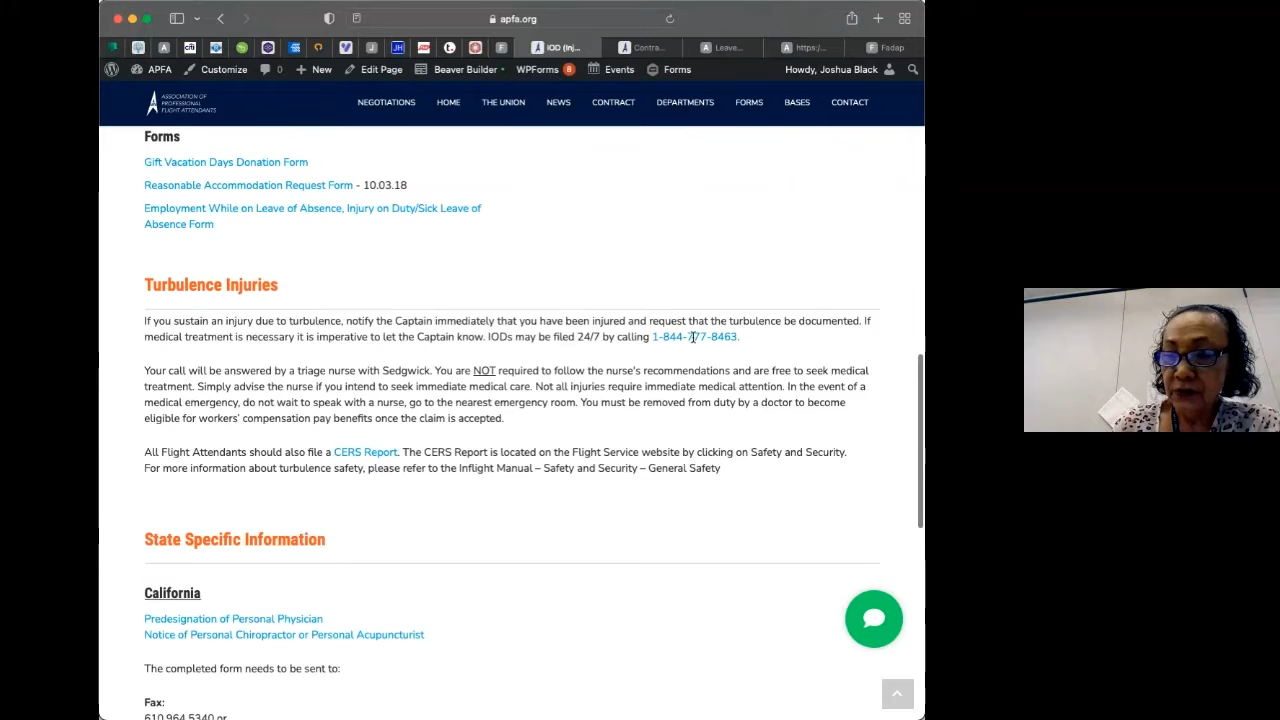 apfa.org
IOD (Inj...
Contra...
Leave...
https:/...
Fadap
APFA
Customize
0
New
Edit Page
Beaver Builder
WPForms 8
Events
Forms
Howdy, Joshua Black
ASSOCIATION OF
PROFESSIONAL
FLIGHT ATTENDANTS
NEGOTIATIONS
HOME
THE UNION
NEWS
CONTRACT
DEPARTMENTS
FORMS
BASES
CONTACT
Forms
Gift Vacation Days Donation Form
Reasonable Accommodation Request Form - 10.03.18
Employment While on Leave of Absence, Injury on Duty/Sick Leave of
Absence Form
Turbulence Injuries
If you sustain an injury due to turbulence, notify the Captain immediately that you have been injured and request that the turbulence be documented. If
medical treatment is necessary it is imperative to let the Captain know. IODs may be filed 24/7 by calling 1-844-777-8463.
Your call will be answered by a triage nurse with Sedgwick. You are NOT required to follow the nurse's recommendations and are free to seek medical
treatment. Simply advise the nurse if you intend to seek immediate medical care. Not all injuries require immediate medical attention. In the event of a
medical emergency, do not wait to speak with a nurse, go to the nearest emergency room. You must be removed from duty by a doctor to become
eligible for workers' compensation pay benefits once the claim is accepted.
All Flight Attendants should also file a CERS Report. The CERS Report is located on the Flight Service website by clicking on Safety and Security.
For more information about turbulence safety, please refer to the Inflight Manual – Safety and Security – General Safety
State Specific Information
California
Predesignation of Personal Physician
Notice of Personal Chiropractor or Personal Acupuncturist
The completed form needs to be sent to:
Fax:
610.964.5340 or